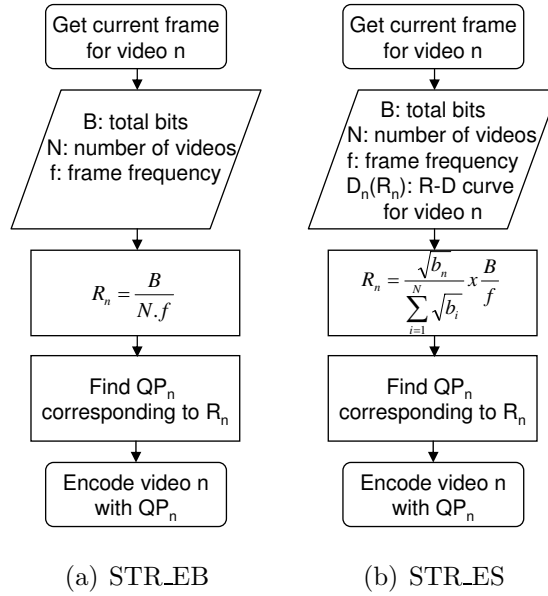 Get current frame
for video n
B: total bits
N: number of videos
f: frame frequency
R_n = B / N.f
Find QP_n
corresponding to R_n
Encode video n
with QP_n
(a) STR_EB
Get current frame
for video n
B: total bits
N: number of videos
f: frame frequency
D_n(R_n): R-D curve
for video n
R_n = √b_n / ∑_{i=1}^{N} √b_i x B / f
Find QP_n
corresponding to R_n
Encode video n
with QP_n
(b) STR_ES